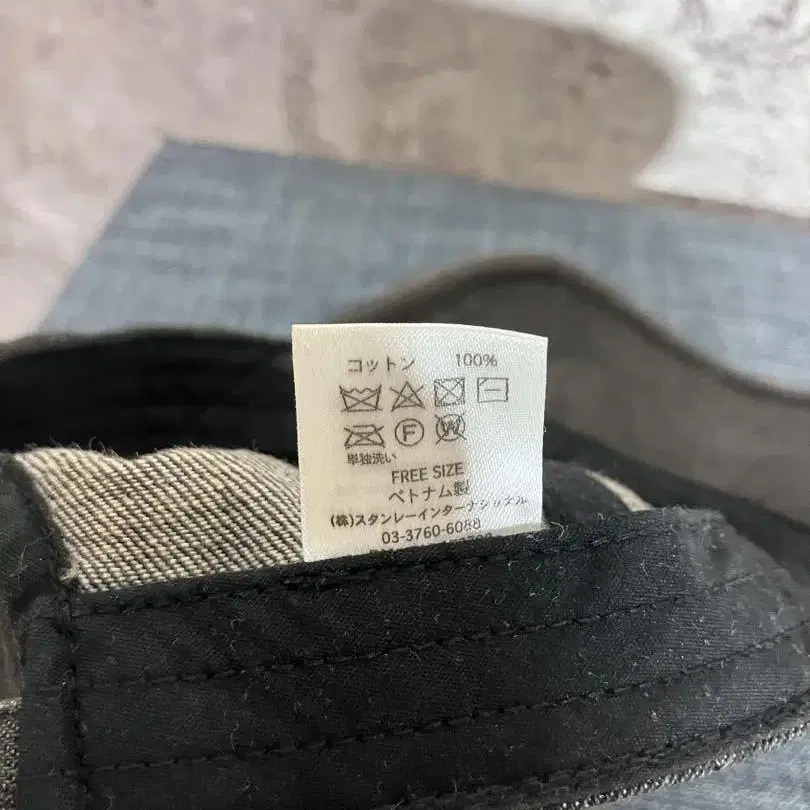 コットン 100%
F W
単独洗い
FREE SIZE
ベトナム製
(株)スタンレーインターナショナル
03-3760-6088